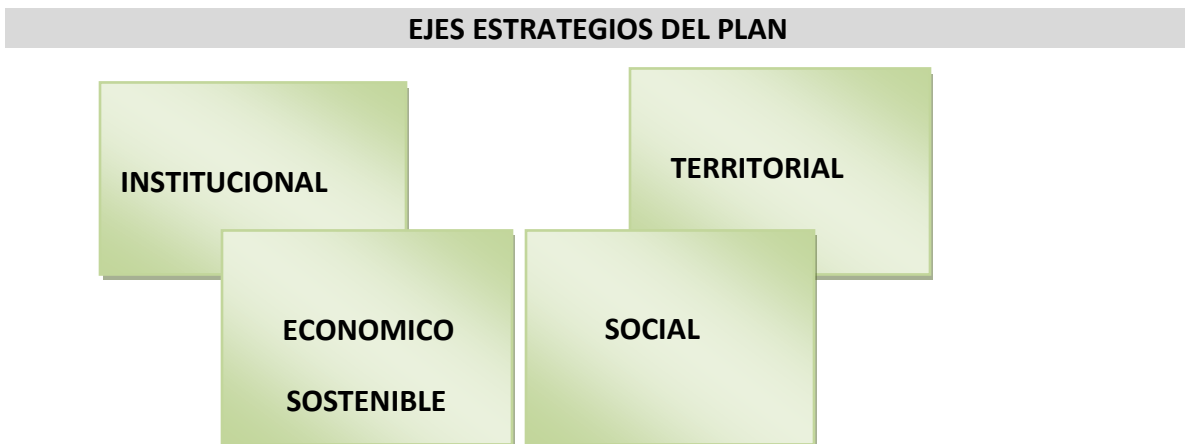 EJES ESTRATEGIOS DEL PLAN
INSTITUCIONAL
TERRITORIAL
ECONOMICO
SOSTENIBLE
SOCIAL